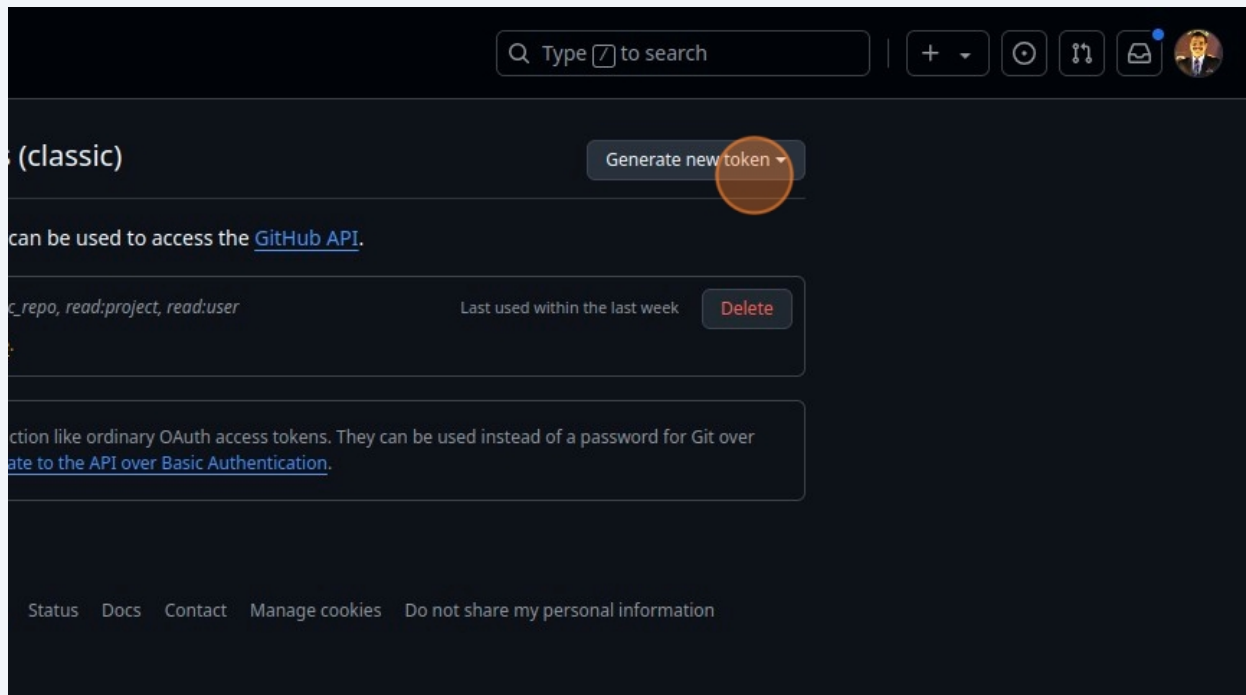 Type / to search
(classic)
Generate new token
can be used to access the GitHub API.
c_repo, read:project, read:user
Last used within the last week
Delete
ction like ordinary OAuth access tokens. They can be used instead of a password for Git over
ate to the API over Basic Authentication.
Status Docs Contact Manage cookies Do not share my personal information